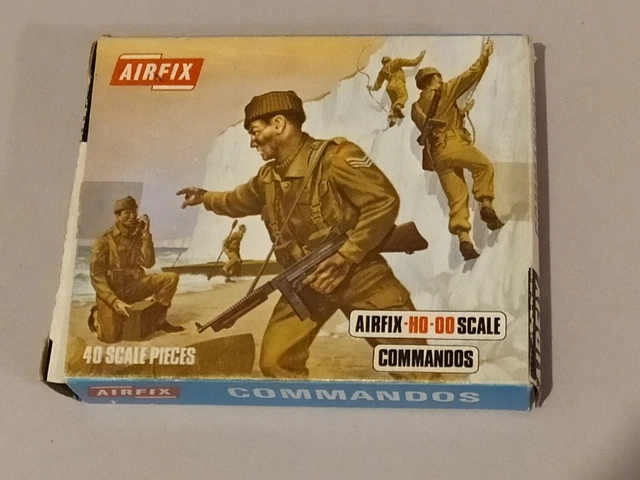 AIRFIX
AIRFIX-HO-OO SCALE
COMMANDOS
40 SCALE PIECES
AIRFIX COMMANDOS